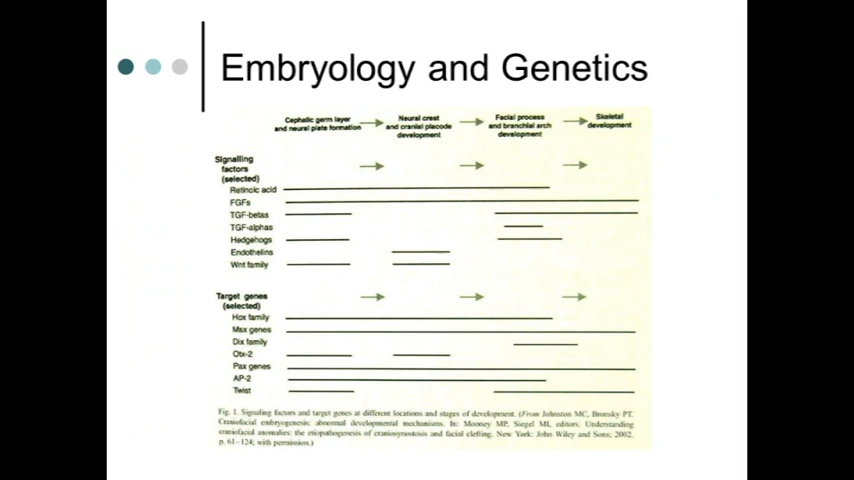 Embryology and Genetics
Cephalic germ layer
and neural plate formation
Neural crest
and cranial placode
development
Facial process
and branchial arch
development
Skeletal
development
Signalling
factors
(selected)
Retinoic acid
FGFs
TGF-betas
TGF-alphas
Hedgehogs
Endothelins
Wnt family
Target genes
(selected)
Hox family
Msx genes
Dlx family
Otx-2
Pax genes
AP-2
Twist
Fig. 1. Signaling factors and target genes at different locations and stages of development. (From Johnston MC, Bronsky PT.
Craniofacial embryogenesis: abnormal developmental mechanisms. In: Mooney MP, Siegel MI, editors. Understanding
craniofacial anomalies: the etiopathogenesis of craniosynostosis and facial clefting. New York: John Wiley and Sons; 2002.
p. 61–124; with permission.)